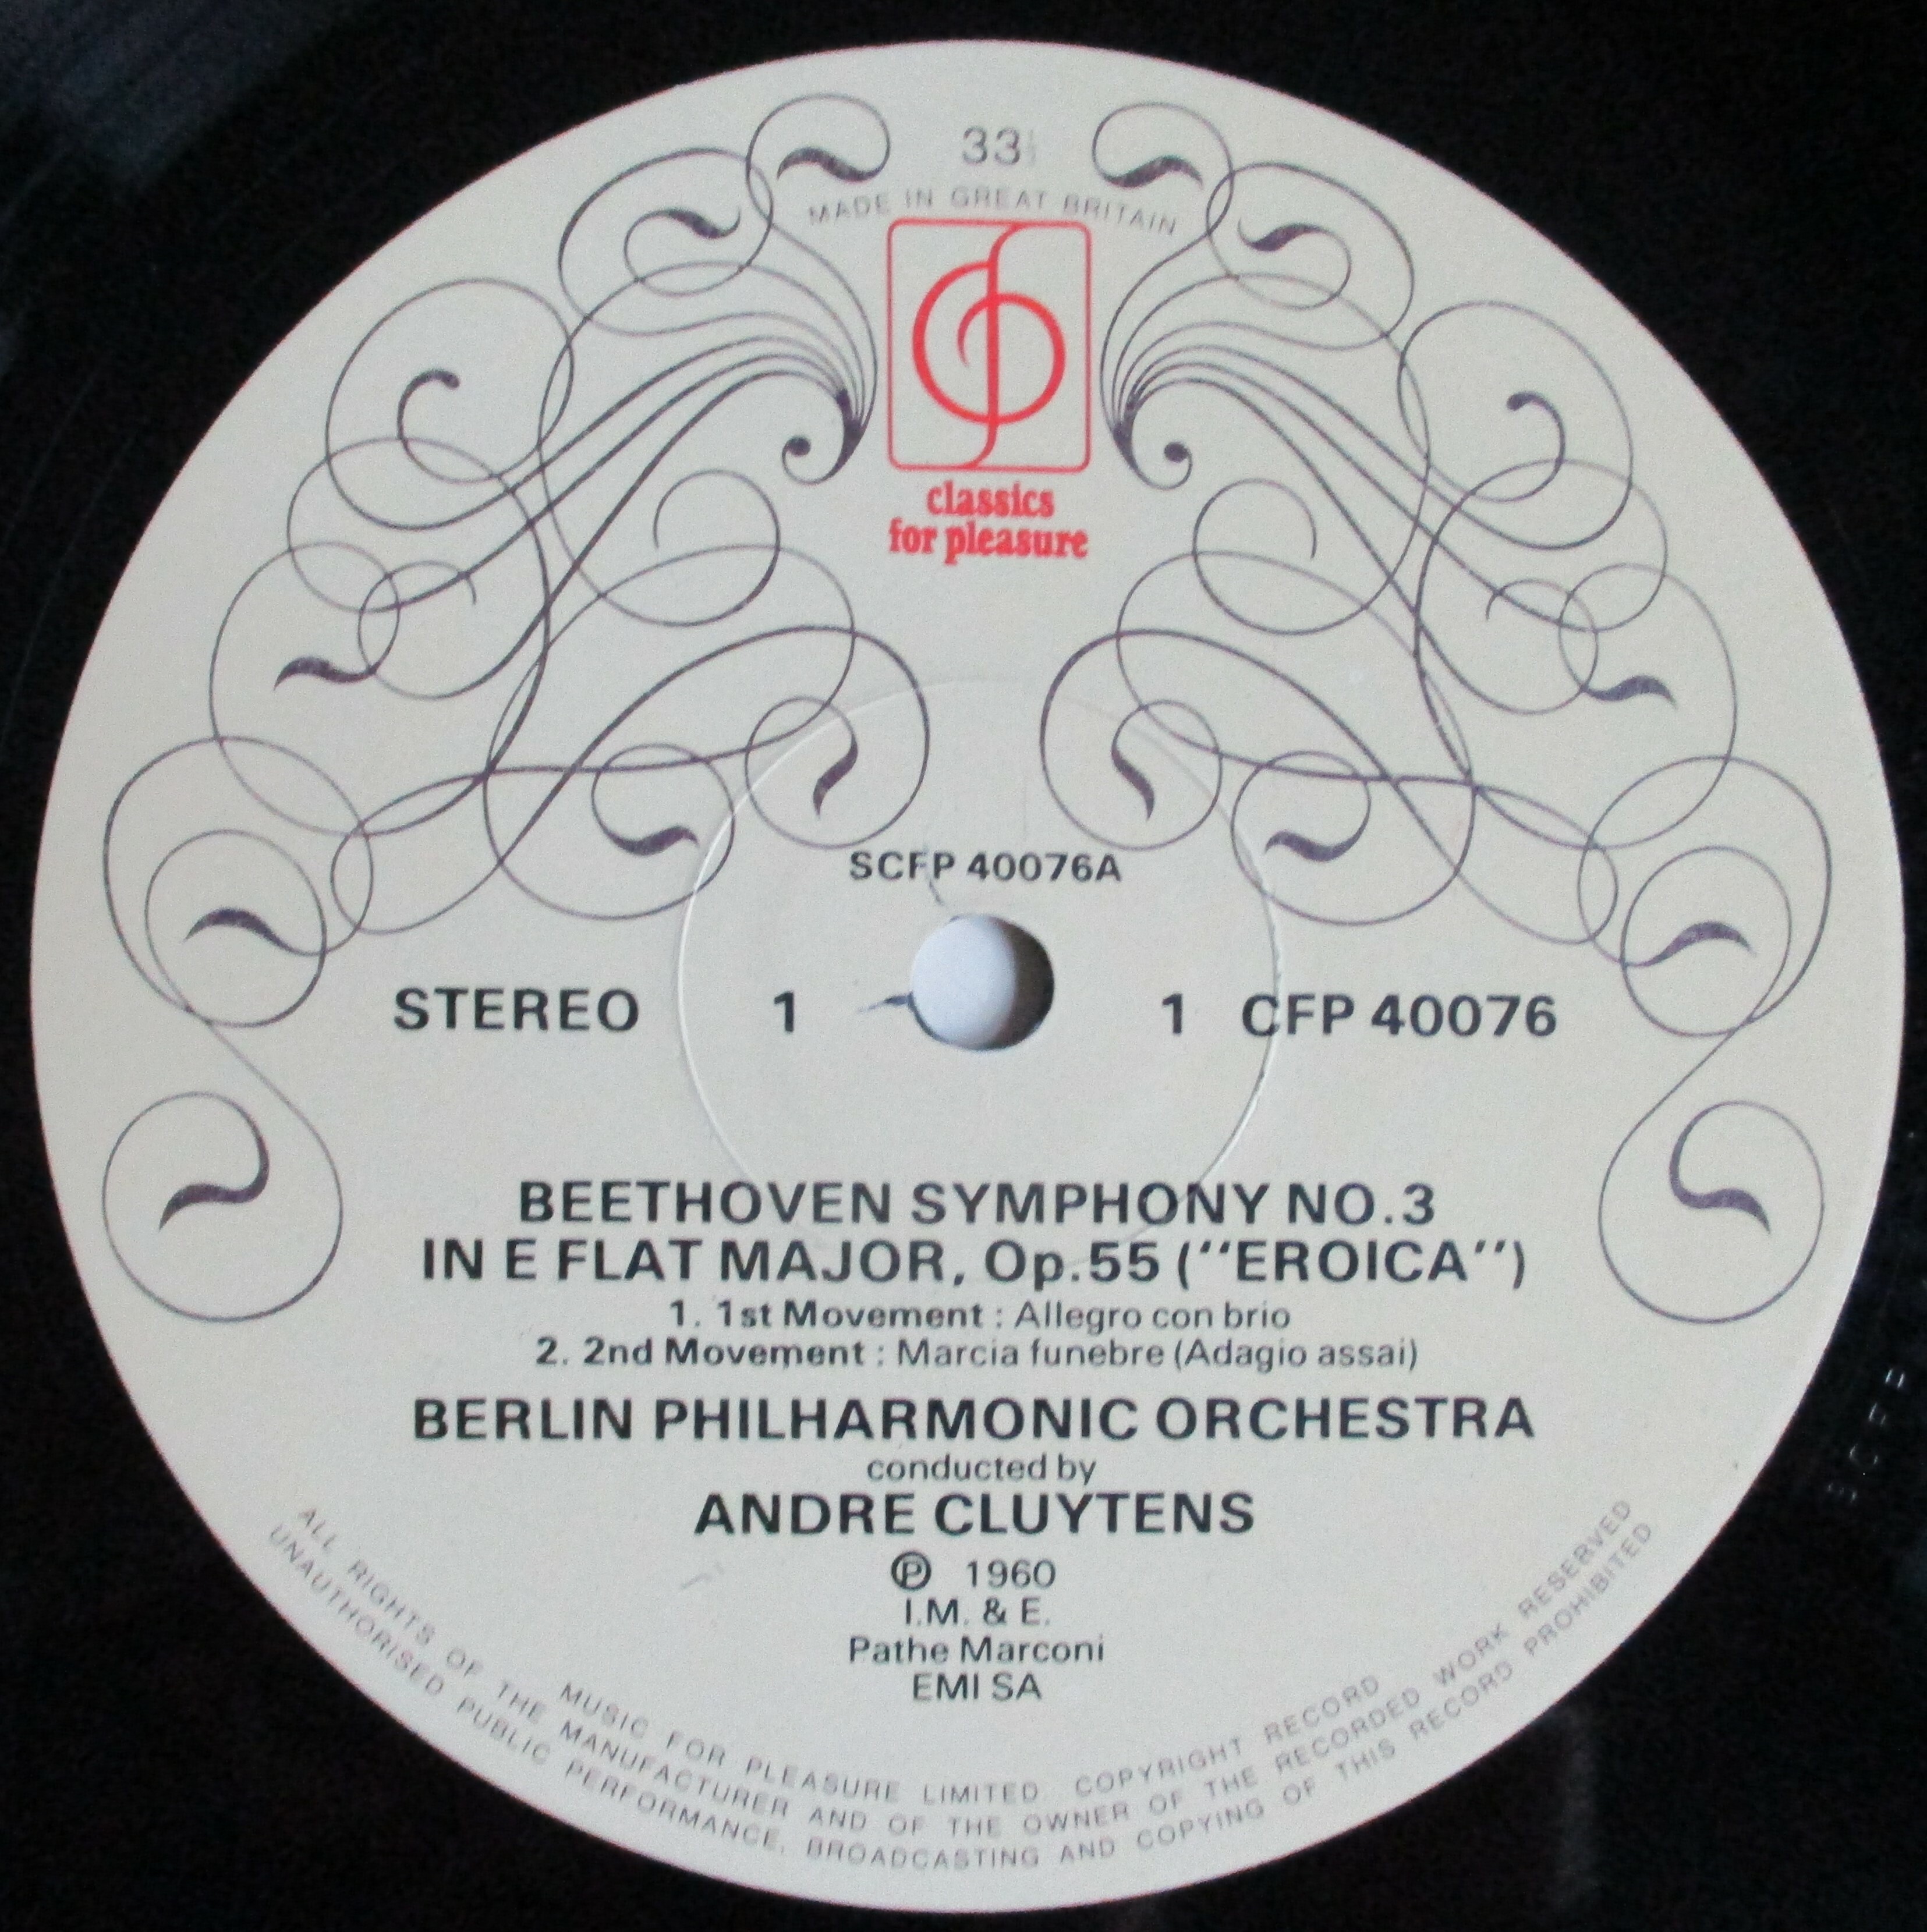 33
MADE IN GREAT BRITAIN
classics
for pleasure
SCFP 40076A
STEREO 1 1 CFP 40076
BEETHOVEN SYMPHONY NO.3
IN E FLAT MAJOR, Op.55 (“EROICA”)
1. 1st Movement : Allegro con brio
2. 2nd Movement : Marcia funebre (Adagio assai)
BERLIN PHILHARMONIC ORCHESTRA
conducted by
ANDRE CLUYTENS
Ⓟ 1960
I.M. & E.
Pathe Marconi
EMI SA
MUSIC FOR PLEASURE LIMITED COPYRIGHT RECORD
ALL RIGHTS OF THE MANUFACTURER AND OF THE OWNER OF THE RECORDED WORK RESERVED
UNAUTHORISED PUBLIC PERFORMANCE, BROADCASTING AND COPYING OF THIS RECORD PROHIBITED